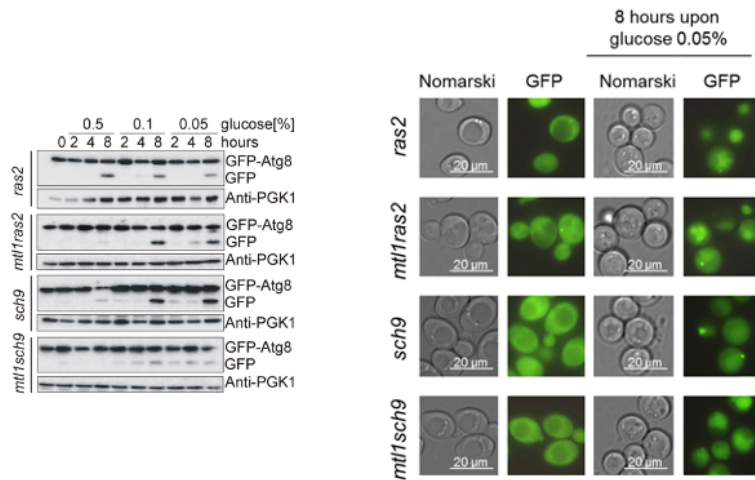 0.5 0.1 0.05 glucose[%]
0 2 4 8 2 4 8 2 4 8 hours
ras2
GFP-Atg8
GFP
Anti-PGK1
mtl1ras2
GFP-Atg8
GFP
Anti-PGK1
sch9
GFP-Atg8
GFP
Anti-PGK1
mtl1sch9
GFP-Atg8
GFP
Anti-PGK1
8 hours upon
glucose 0.05%
Nomarski GFP Nomarski GFP
ras2
20 µm 20 µm
mtl1ras2
20 µm 20 µm
sch9
20 µm 20 µm
mtl1sch9
20 µm 20 µm